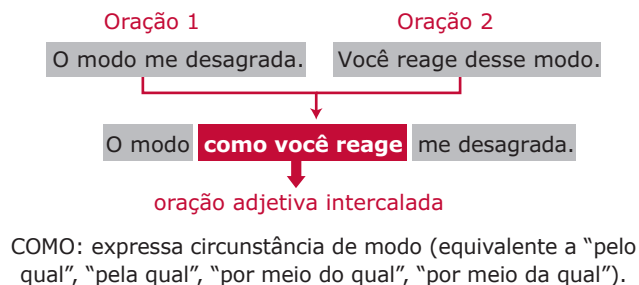 Oração 1
Oração 2
O modo me desagrada.
Você reage desse modo.
O modo como você reage me desagrada.
oração adjetiva intercalada
COMO: expressa circunstância de modo (equivalente a “pelo
qual”, “pela qual”, “por meio do qual”, “por meio da qual”).